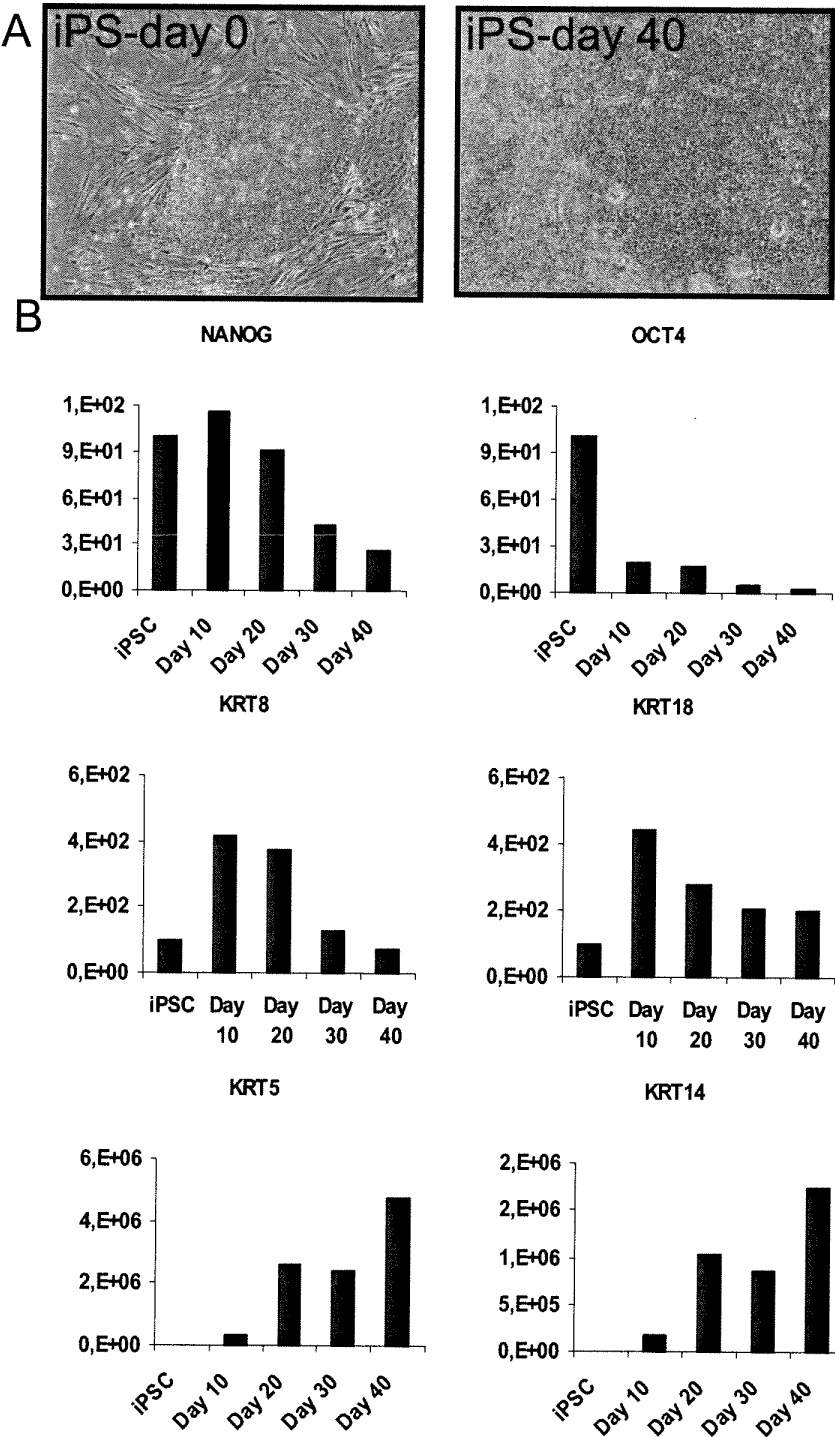 A iPS-day 0 iPS-day 40
B
NANOG OCT4
1,E+02 1,E+02
9,E+01 9,E+01
6,E+01 6,E+01
3,E+01 3,E+01
0,E+00 0,E+00
iPSC Day 10 Day 20 Day 30 Day 40 iPSC Day 10 Day 20 Day 30 Day 40
KRT8 KRT18
6,E+02 6,E+02
4,E+02 4,E+02
2,E+02 2,E+02
0,E+00 0,E+00
iPSC Day Day Day Day iPSC Day Day Day Day
10 20 30 40 10 20 30 40
KRT5 KRT14
6,E+06 2,E+06
4,E+06 2,E+06
2,E+06 1,E+06
5,E+05
0,E+00 0,E+00
iPSC Day 10 Day 20 Day 30 Day 40 iPSC Day 10 Day 20 Day 30 Day 40